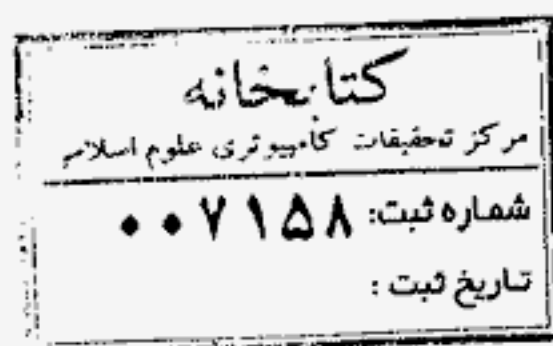 کتابخانه
مرکز تحقیقات کامپیوتری علوم اسلامی
شماره ثبت: ۰۰۷۱۵۸
تاریخ ثبت: